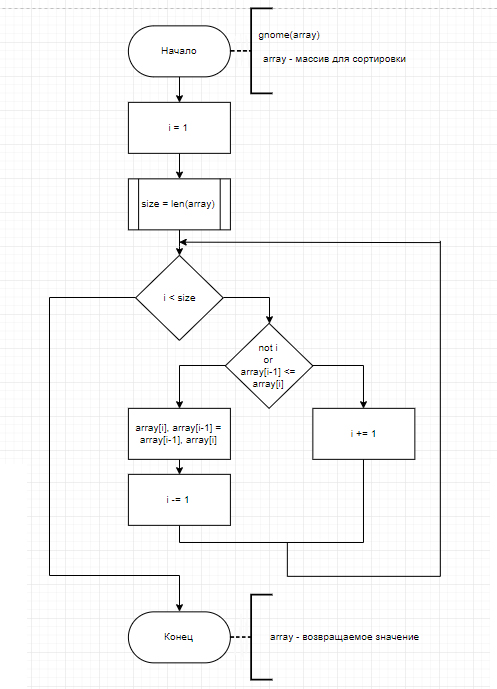 gnome(array)
Начало
array - массив для сортировки
i = 1
size = len(array)
i < size
not i
or
array[i-1] <=
array[i]
array[i], array[i-1] =
array[i-1], array[i]
i += 1
i -= 1
Конец
array - возвращаемое значение